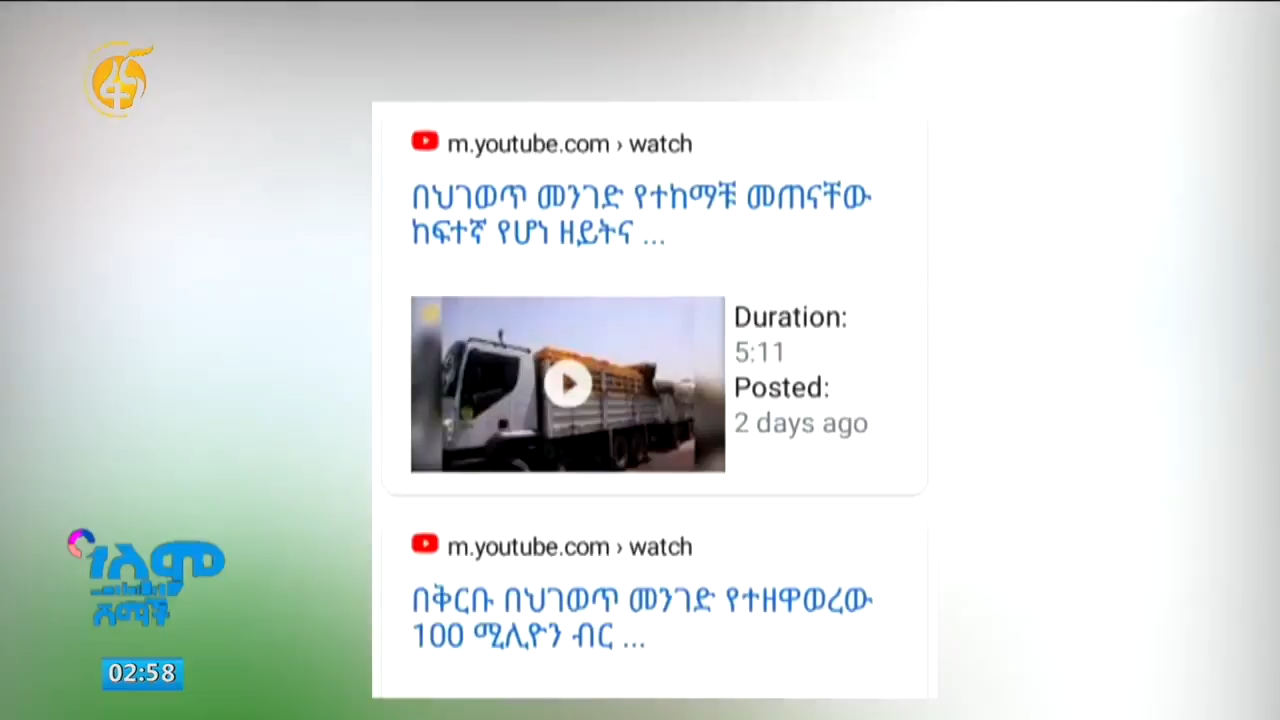 m.youtube.com › watch
በህገወጥ መንገድ የተከማቹ መጠናቸው
ከፍተኛ የሆነ ዘይትና ...
Duration:
5:11
Posted:
2 days ago
m.youtube.com › watch
በቅርቡ በህገወጥ መንገድ የተዘዋወረው
100 ሚሊዮን ብር ...
ሸማች
02:58